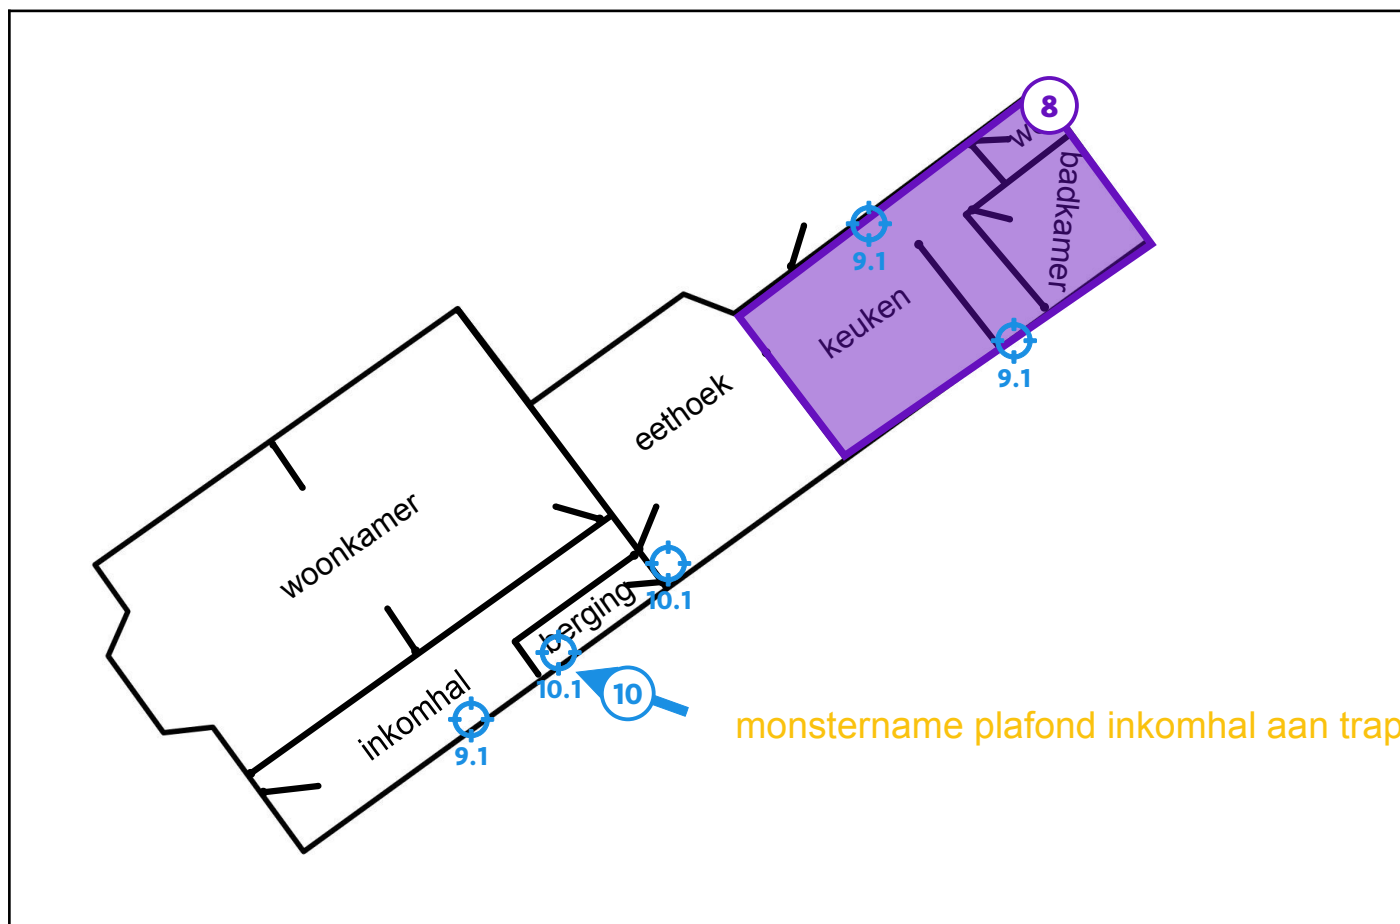 8
badkamer
9.1
keuken
9.1
eethoek
woonkamer
berging
10.1
10.1
10
inkomhal
9.1
monstername plafond inkomhal aan trap